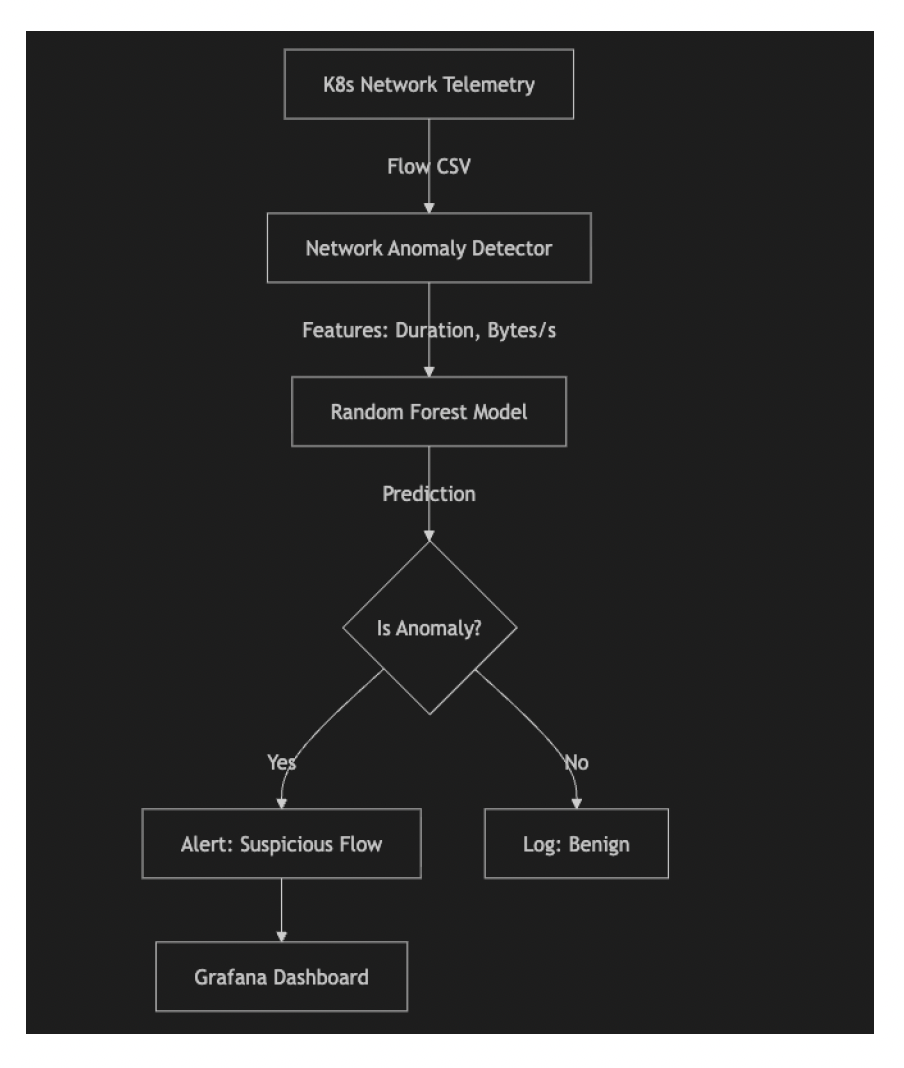 K8s Network Telemetry
Flow CSV
Network Anomaly Detector
Features: Duration, Bytes/s
Random Forest Model
Prediction
Is Anomaly?
Yes
No
Alert: Suspicious Flow
Log: Benign
Grafana Dashboard